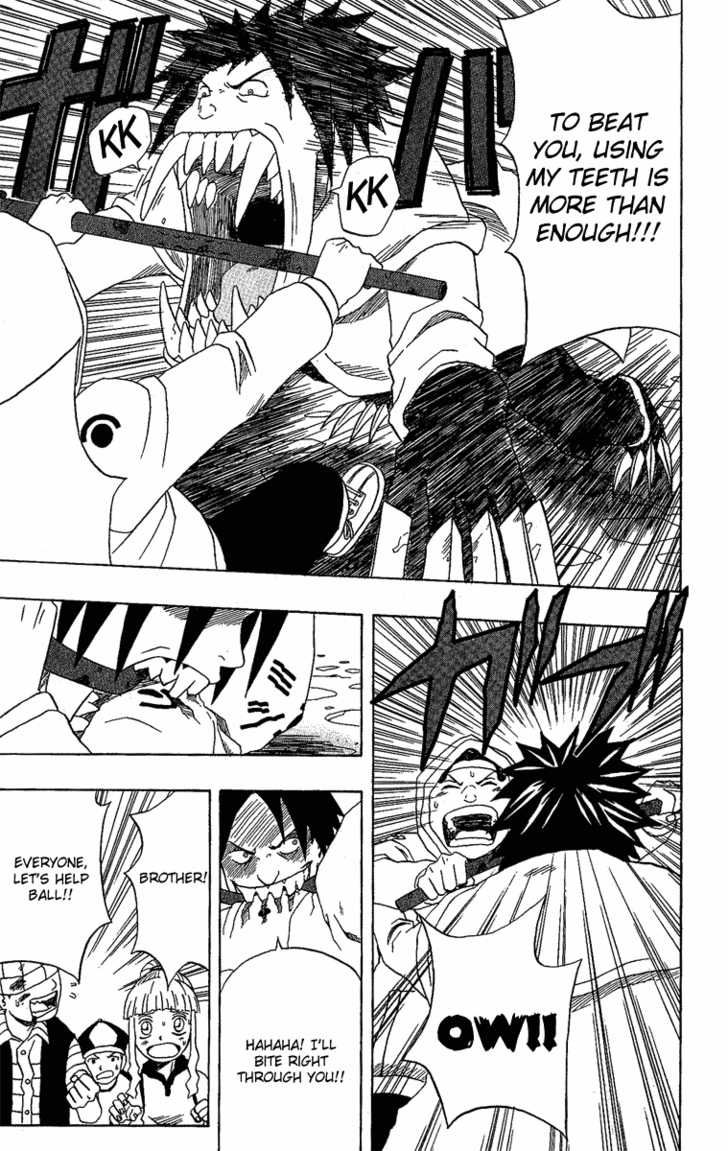 TO BEAT
YOU, USING
MY TEETH IS
MORE THAN
ENOUGH!!!
KK
KK
ガバ
ガブ
OW!!
HAHAHA! I'LL
BITE RIGHT
THROUGH YOU!!
BROTHER!
EVERYONE,
LET'S HELP
BALL!!